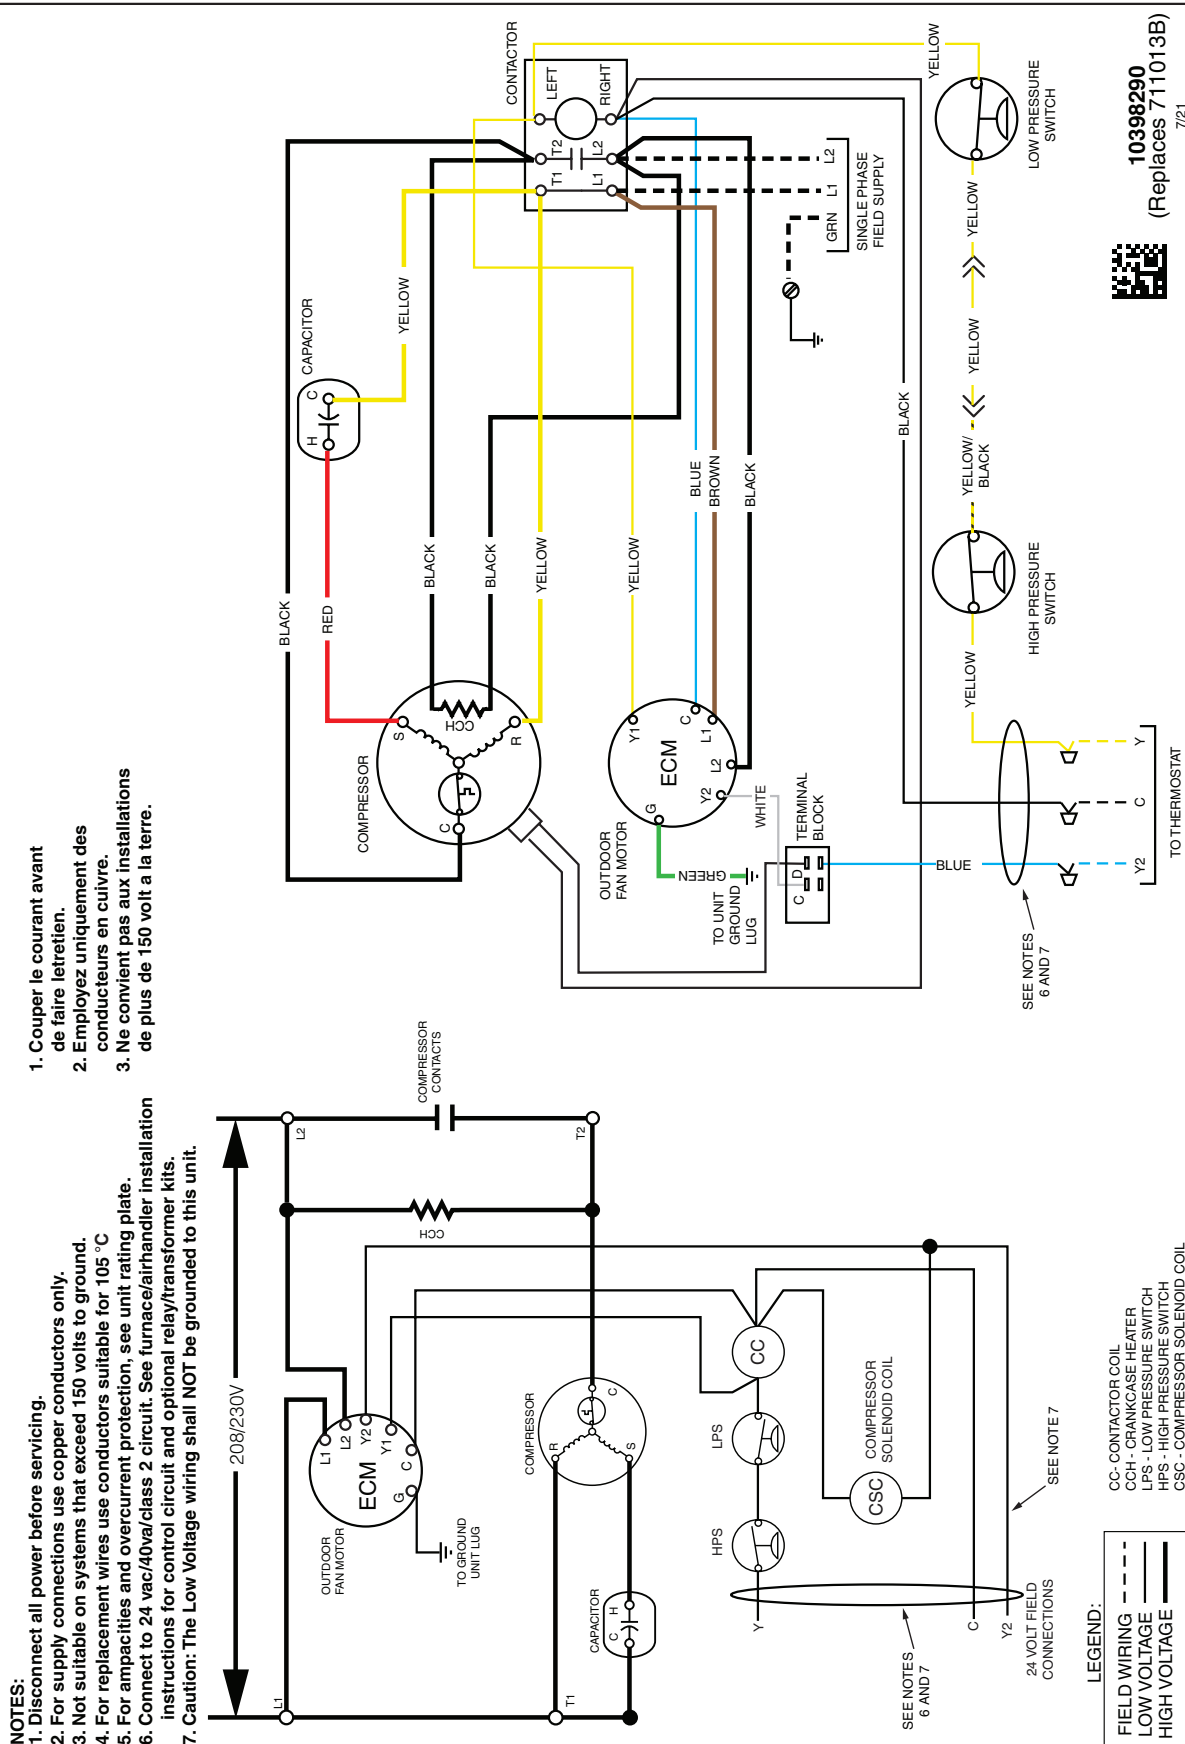 NOTES:
1. Disconnect all power before servicing.
2. For supply connections use copper conductors only.
3. Not suitable on systems that exceed 150 volts to ground.
4. For replacement wires use conductors suitable for 105 °C
5. For ampacities and overcurrent protection, see unit rating plate.
6. Connect to 24 vac/40va/class 2 circuit. See furnace/airhandler installation
instructions for control circuit and optional relay/transformer kits.
7. Caution: The Low Voltage wiring shall NOT be grounded to this unit.
1. Couper le courant avant
de faire letretien.
2. Employez uniquement des
conducteurs en cuivre.
3. Ne convient pas aux installations
de plus de 150 volt a la terre.
L1
208/230V
L2
OUTDOOR
FAN MOTOR
ECM
L1
L2
Y2
Y1
C
G
TO GROUND
UNIT LUG
CCH
COMPRESSOR
CONTACTS
T2
COMPRESSOR
R
S
C
CAPACITOR
C
H
T1
HPS
LPS
CC
COMPRESSOR
SOLENOID COIL
CSC
Y
C
Y2
SEE NOTES
6 AND 7
24 VOLT FIELD
CONNECTIONS
SEE NOTE 7
LEGEND:
FIELD WIRING
LOW VOLTAGE
HIGH VOLTAGE
CC- CONTACTOR COIL
CCH - CRANKCASE HEATER
LPS - LOW PRESSURE SWITCH
HPS - HIGH PRESSURE SWITCH
CSC - COMPRESSOR SOLENOID COIL
BLACK
RED
CAPACITOR
H
C
YELLOW
COMPRESSOR
C
S
R
CCH
BLACK
BLACK
YELLOW
YELLOW
CONTACTOR
LEFT
RIGHT
T2
L2
T1
L1
OUTDOOR
FAN MOTOR
ECM
G
Y1
C
L1
L2
Y2
GREEN
TO UNIT
GROUND
LUG
WHITE
TERMINAL
BLOCK
C
D
BLUE
BROWN
BLACK
GRN
L1
L2
SINGLE PHASE
FIELD SUPPLY
BLACK
YELLOW
LOW PRESSURE
SWITCH
YELLOW
YELLOW
YELLOW/
BLACK
HIGH PRESSURE
SWITCH
YELLOW
BLUE
SEE NOTES
6 AND 7
Y2
C
Y
TO THERMOSTAT
10398290
(Replaces 711013B)
7/21